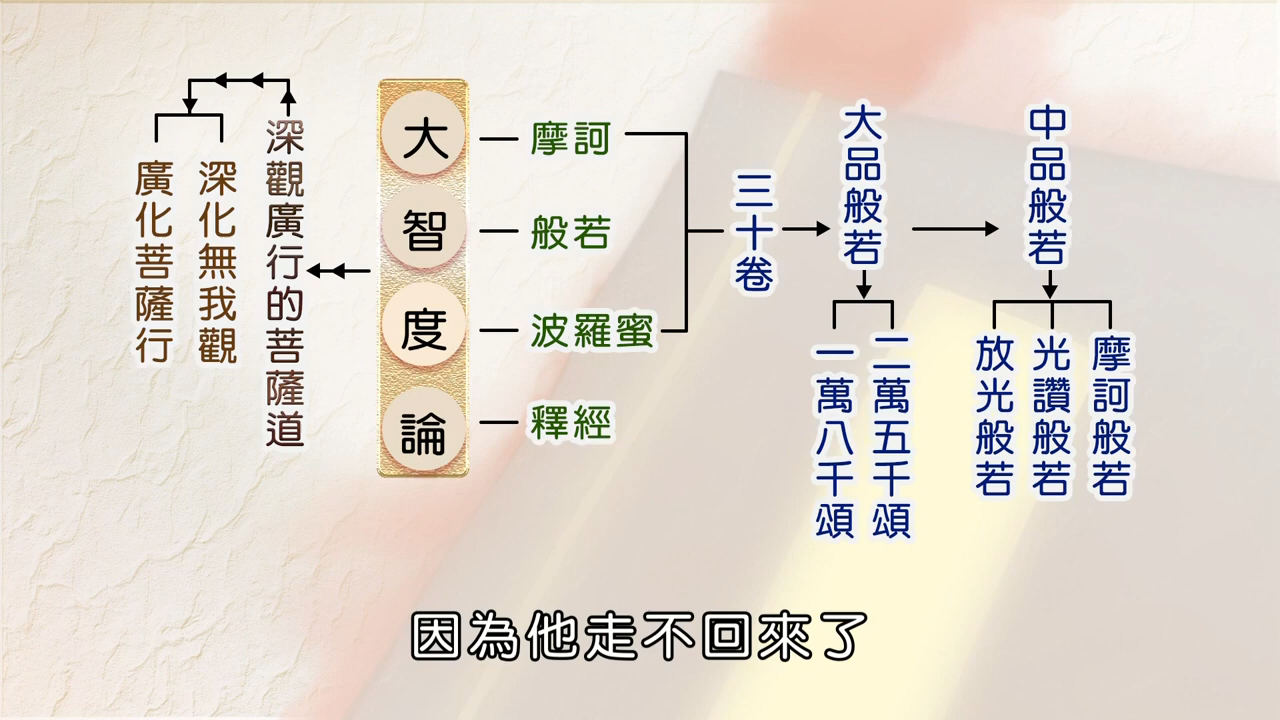 大智度論
摩訶
般若
波羅蜜
釋經
三十卷
大品般若
二萬五千頌
一萬八千頌
中品般若
摩訶般若
光讚般若
放光般若
深觀廣行的菩薩道
深化無我觀
廣化菩薩行
因為他走不回來了